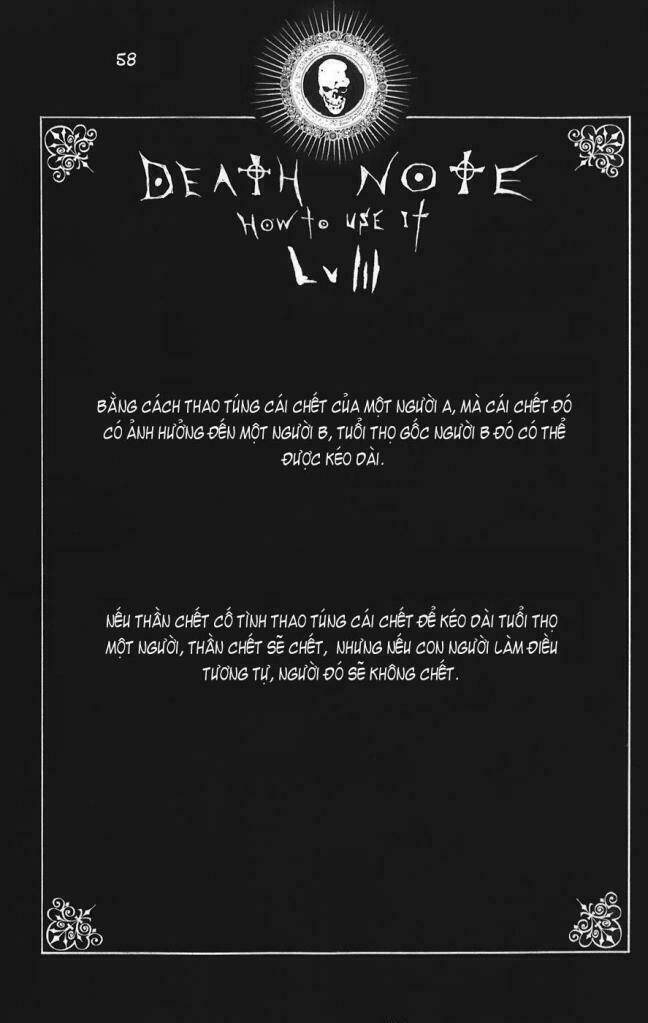 58
DEATH NOTE
HOW TO USE IT
LVIII
BẰNG CÁCH THAO TÚNG CÁI CHẾT CỦA MỘT NGƯỜI A, MÀ CÁI CHẾT ĐÓ
CÓ ẢNH HƯỞNG ĐẾN MỘT NGƯỜI B, TUỔI THỌ GỐC NGƯỜI B ĐÓ CÓ THỂ
ĐƯỢC KÉO DÀI.
NẾU THẦN CHẾT CỐ TÌNH THAO TÚNG CÁI CHẾT ĐỂ KÉO DÀI TUỔI THỌ
MỘT NGƯỜI, THẦN CHẾT SẼ CHẾT, NHƯNG NẾU CON NGƯỜI LÀM ĐIỀU
TƯƠNG TỰ, NGƯỜI ĐÓ SẼ KHÔNG CHẾT.